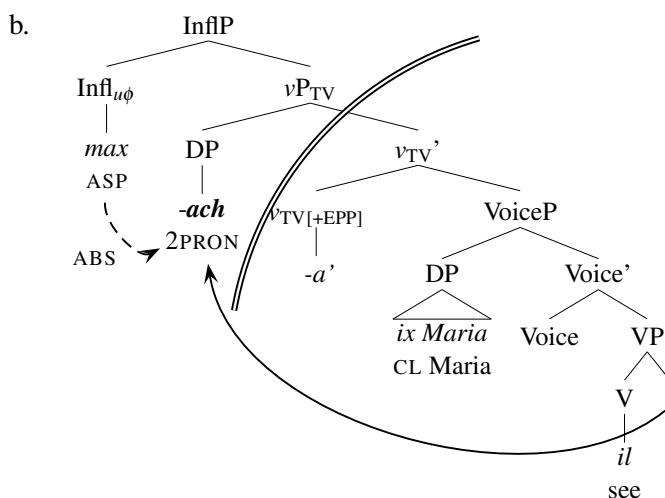 b.
InflP
Influϕ
vPTV
max
DP
vTV’
ASP
-ach
vTV[+EPP]
VoiceP
ABS
2PRON
-a’
DP
Voice’
ix Maria
Voice
VP
CL Maria
V
il
see